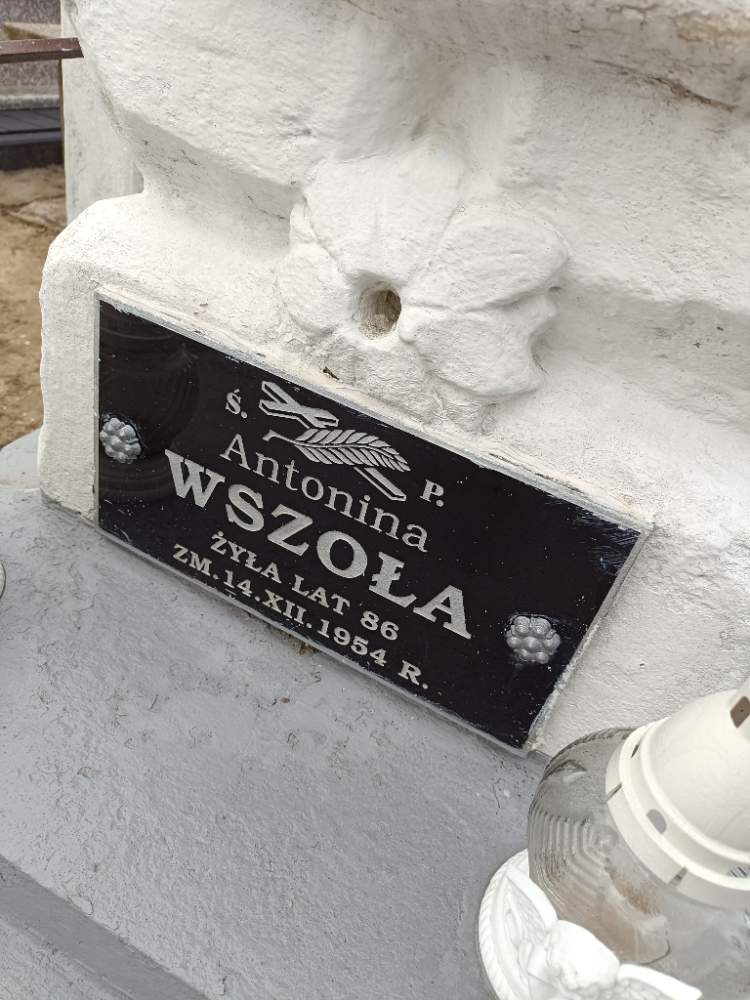 Ś. P.
Antonina
WSZOŁA
ŻYŁA LAT 86
ZM. 14.XII.1954 R.